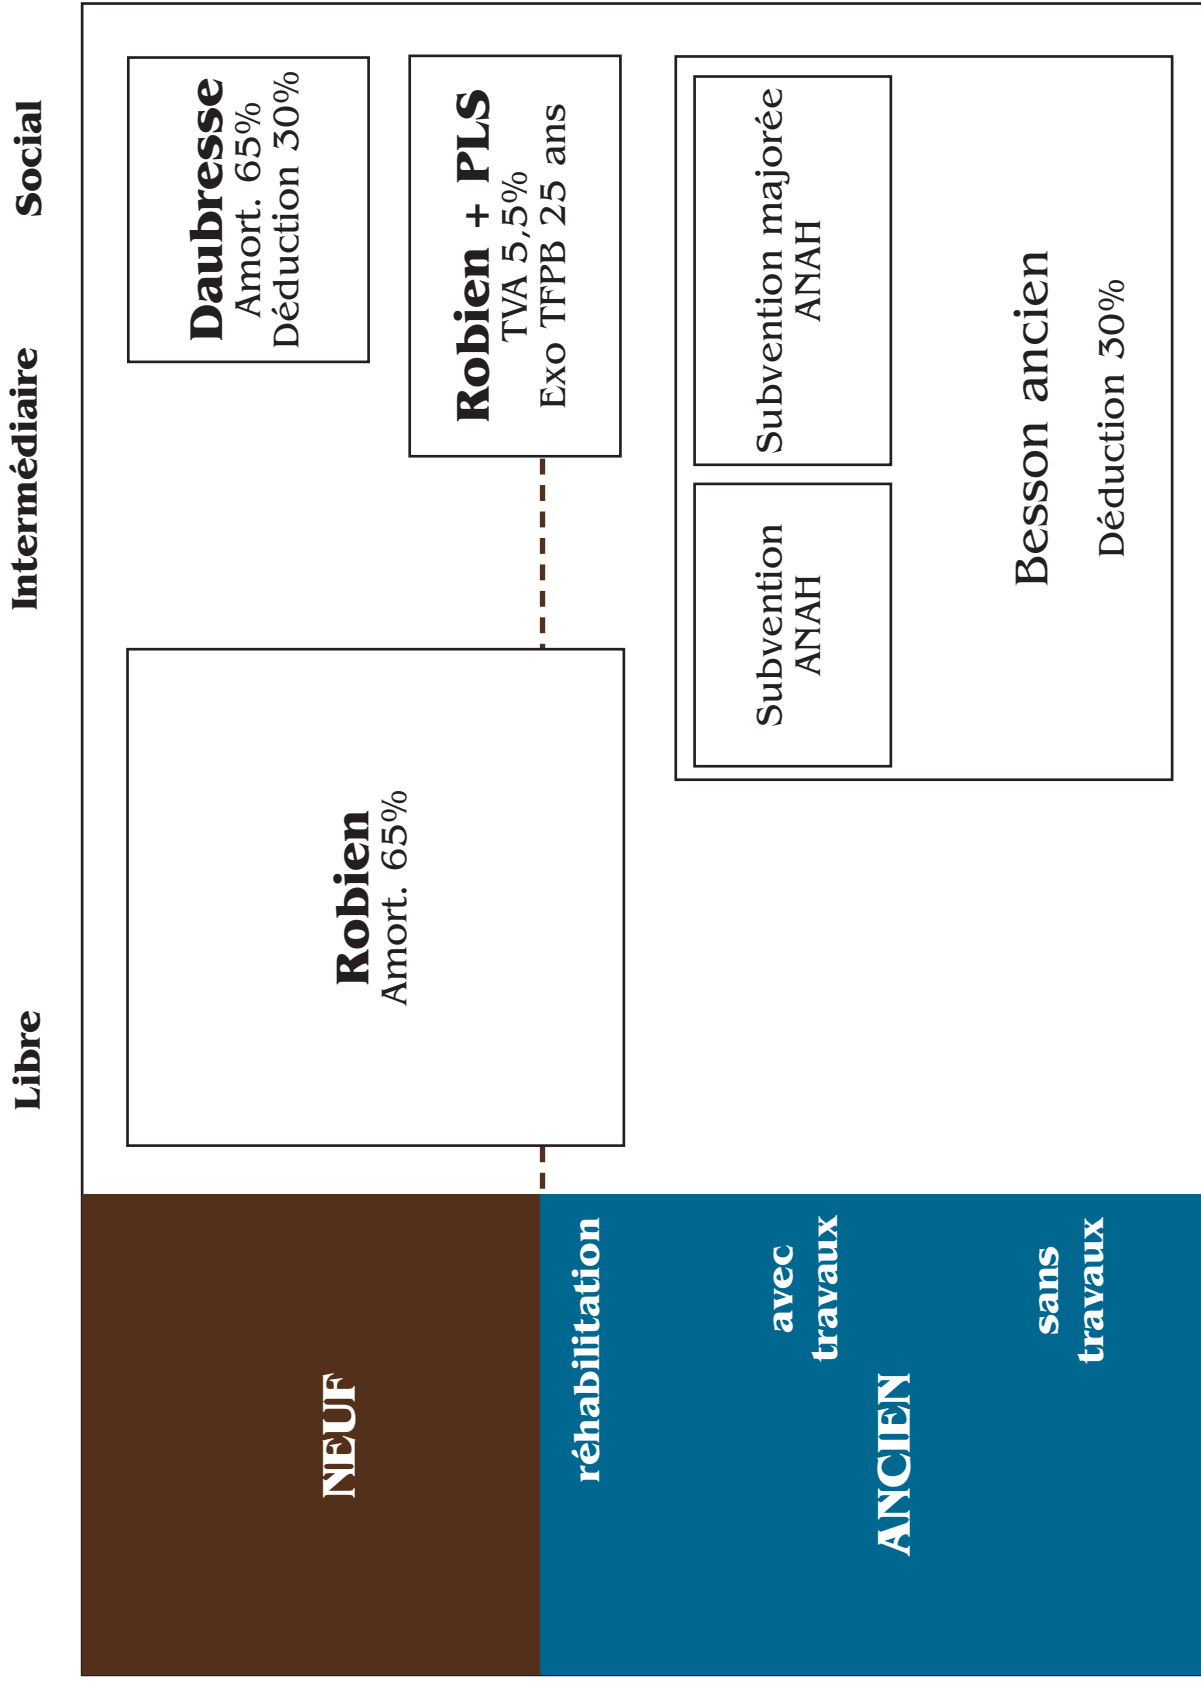 Libre
Intermédiaire
Social
NEUF
Robien
Amort. 65%
Daubresse
Amort. 65%
Déduction 30%
Robien + PLS
TVA 5,5%
Exo TFPB 25 ans
ANCIEN
réhabilitation
avec
travaux
sans
travaux
Subvention
ANAH
Subvention majorée
ANAH
Besson ancien
Déduction 30%